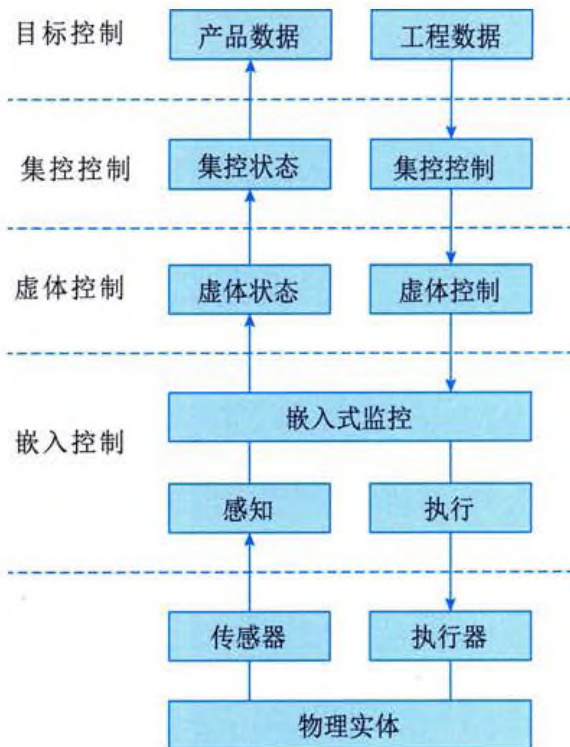 目标控制
产品数据
工程数据
集控控制
集控状态
集控控制
虚体控制
虚体状态
虚体控制
嵌入控制
嵌入式监控
感知
执行
传感器
执行器
物理实体